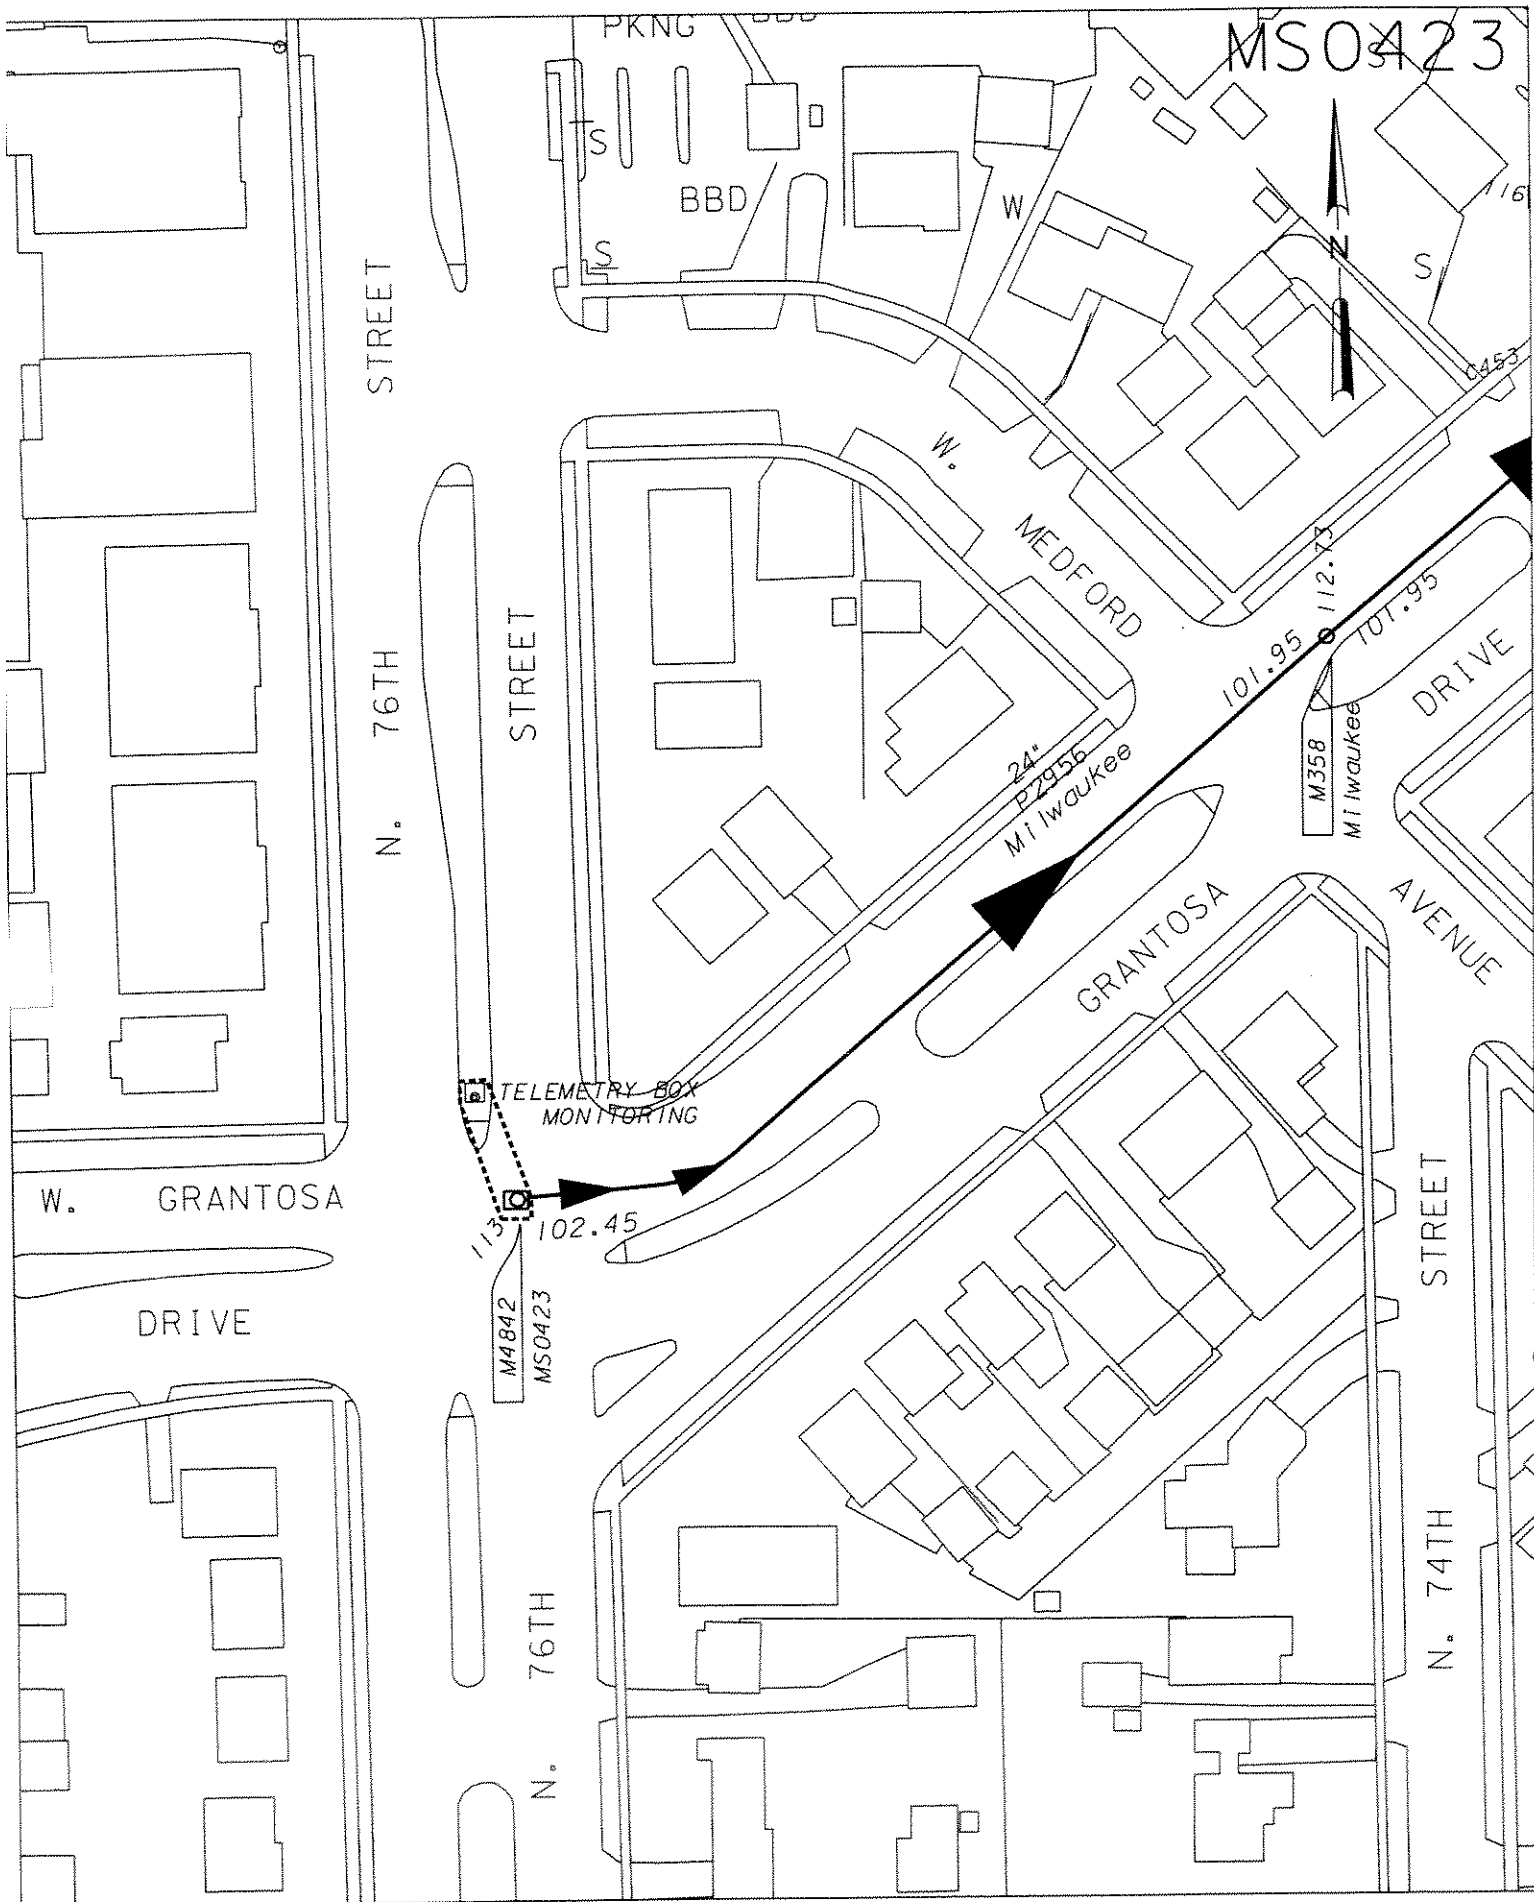 MS0423
PKNG
S
S
BBD
S
W
116
N
S
C453
STREET
W.
MEDFORD
AVENUE
112.13
101.95
101.95
DRIVE
M358
Milwaukee
N. 76TH
STREET
24"
P2956
Milwaukee
GRANTOSA
TELEMETRY BOX
MONITORING
W. GRANTOSA
DRIVE
113
102.45
M4842
MS0423
STREET
N. 74TH
N. 76TH